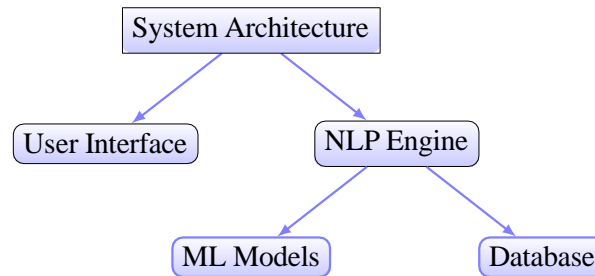 System Architecture
User Interface
NLP Engine
ML Models
Database